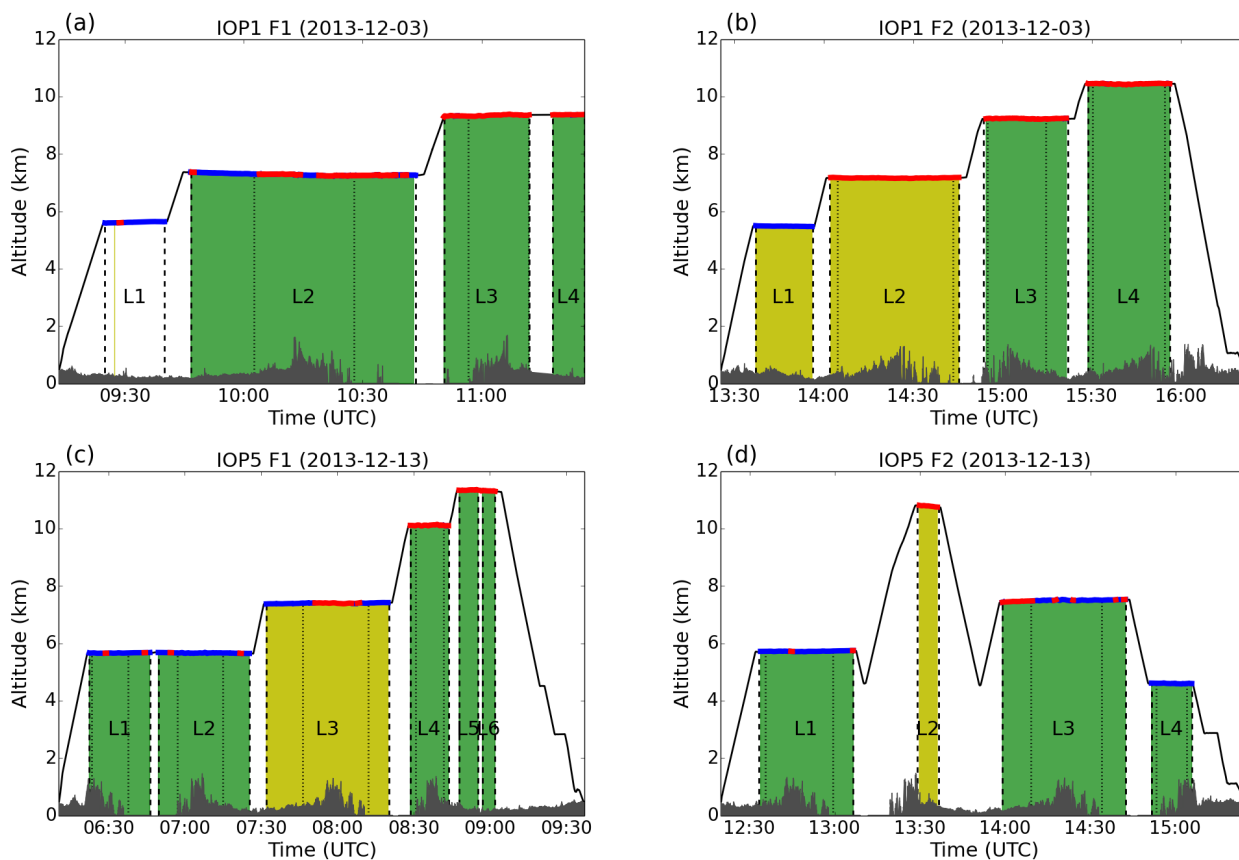 (a)
IOP1 F1 (2013-12-03)
12
10
8
6
4
2
0
Altitude (km)
L1
L2
L3
L4
09:30
10:00
10:30
11:00
Time (UTC)
(b)
IOP1 F2 (2013-12-03)
12
10
8
6
4
2
0
Altitude (km)
L1
L2
L3
L4
13:30
14:00
14:30
15:00
15:30
16:00
Time (UTC)
(c)
IOP5 F1 (2013-12-13)
12
10
8
6
4
2
0
Altitude (km)
L1
L2
L3
L4
L5
L6
06:30
07:00
07:30
08:00
08:30
09:00
09:30
Time (UTC)
(d)
IOP5 F2 (2013-12-13)
12
10
8
6
4
2
0
Altitude (km)
L1
L2
L3
L4
12:30
13:00
13:30
14:00
14:30
15:00
Time (UTC)